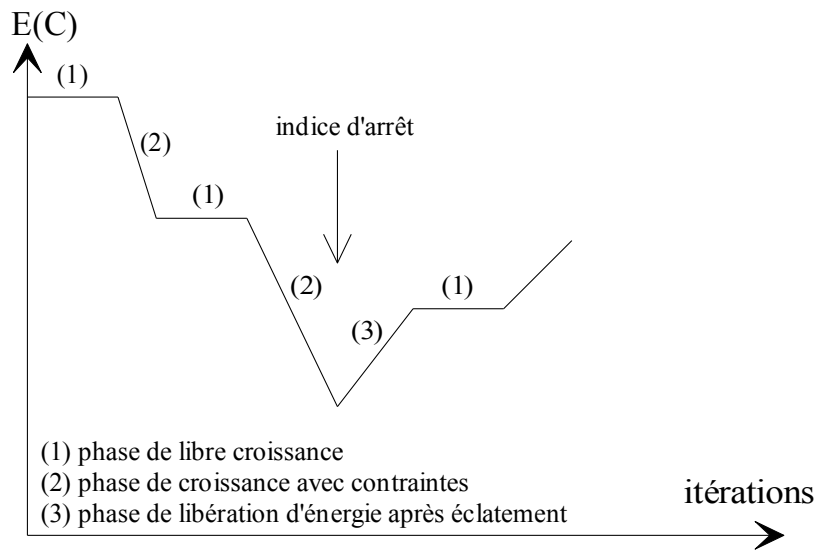 E(C)
(1)
(2)
indice d'arrêt
(1)
(2)
(1)
(3)
(1) phase de libre croissance
(2) phase de croissance avec contraintes
(3) phase de libération d'énergie après éclatement
itérations